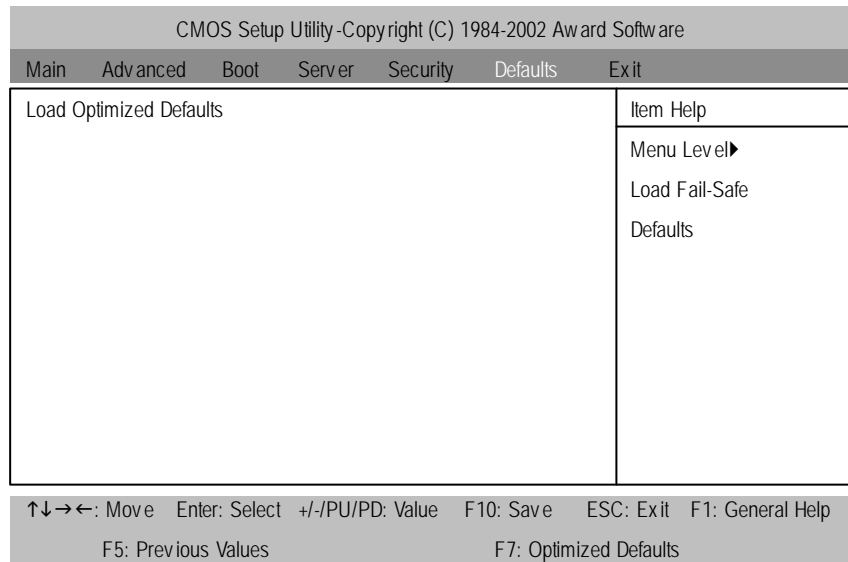 CMOS Setup Utility-Copyright (C) 1984-2002 Award Software
Main Advanced Boot Server Security Defaults Exit
Load Optimized Defaults
Item Help
Menu Level▶
Load Fail-Safe
Defaults
↑↓→←: Move Enter: Select +/-/PU/PD: Value F10: Save ESC: Exit F1: General Help
F5: Previous Values F7: Optimized Defaults